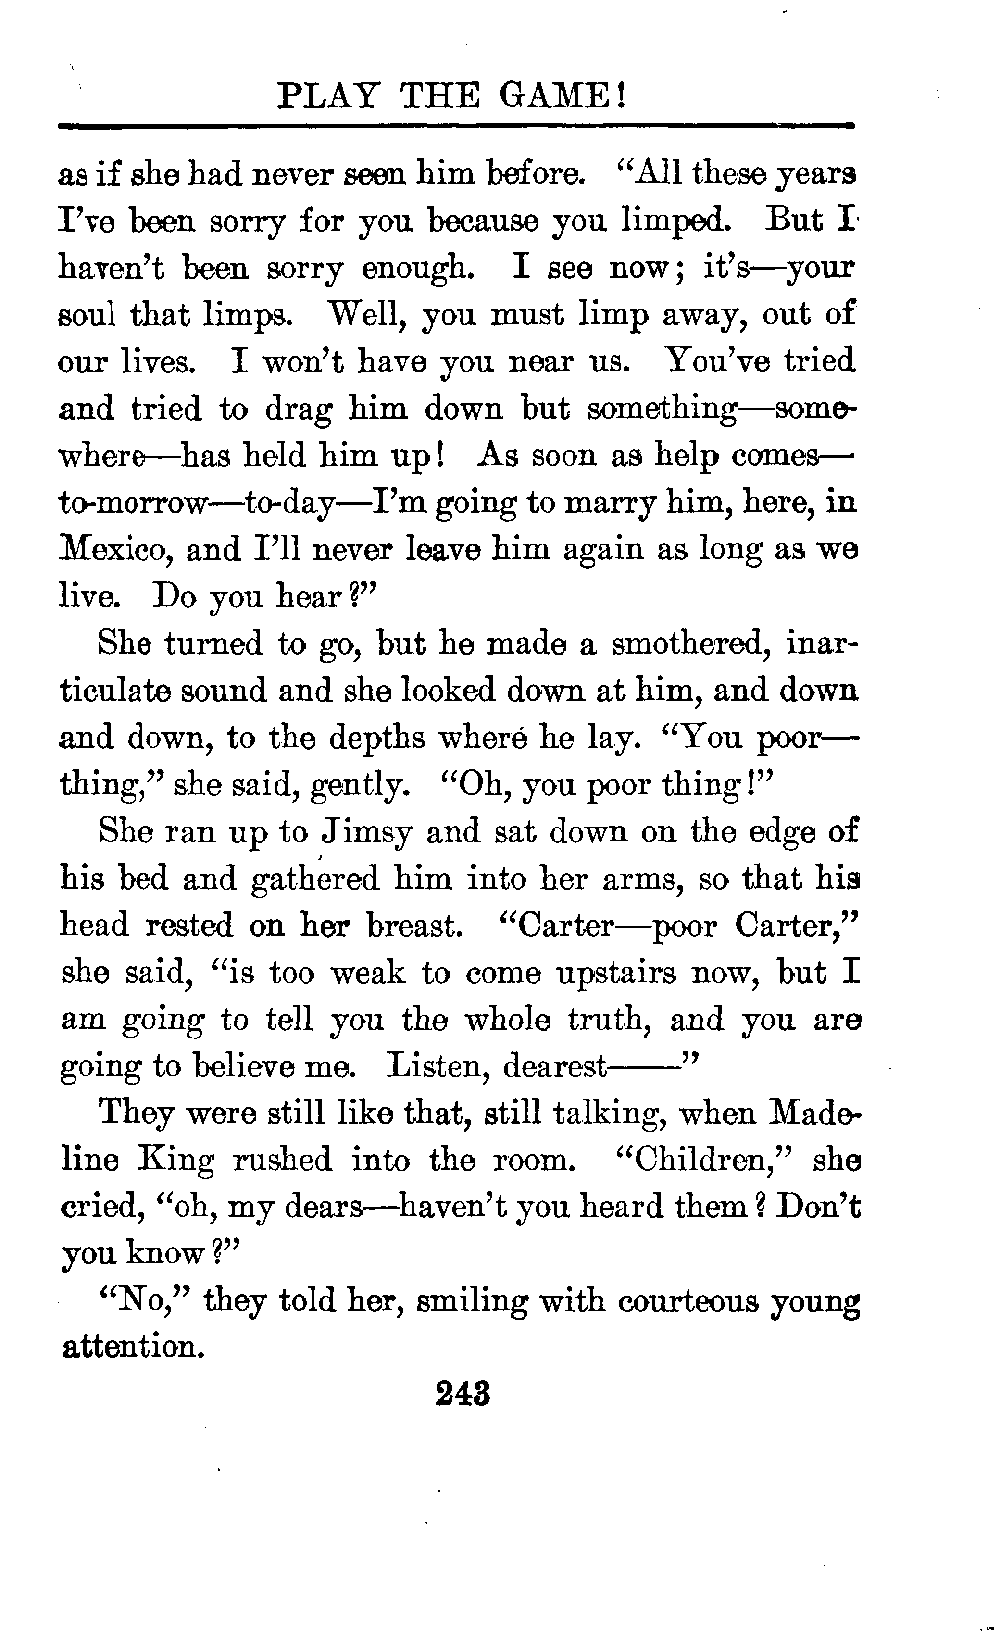 PLAY THE GAME!
as if she had never seen him before. “All these years
I’ve been sorry for you because you limped. But I
haven’t been sorry enough. I see now; it’s—your
soul that limps. Well, you must limp away, out of
our lives. I won’t have you near us. You’ve tried
and tried to drag him down but something—some-
where—has held him up! As soon as help comes—
to-morrow—to-day—I’m going to marry him, here, in
Mexico, and I’ll never leave him again as long as we
live. Do you hear?”
She turned to go, but he made a smothered, inar-
ticulate sound and she looked down at him, and down
and down, to the depths where he lay. “You poor—
thing,” she said, gently. “Oh, you poor thing!”
She ran up to Jimsy and sat down on the edge of
his bed and gathered him into her arms, so that his
head rested on her breast. “Carter—poor Carter,”
she said, “is too weak to come upstairs now, but I
am going to tell you the whole truth, and you are
going to believe me. Listen, dearest——”
They were still like that, still talking, when Made-
line King rushed into the room. “Children,” she
cried, “oh, my dears—haven’t you heard them? Don’t
you know?”
“No,” they told her, smiling with courteous young
attention.
243